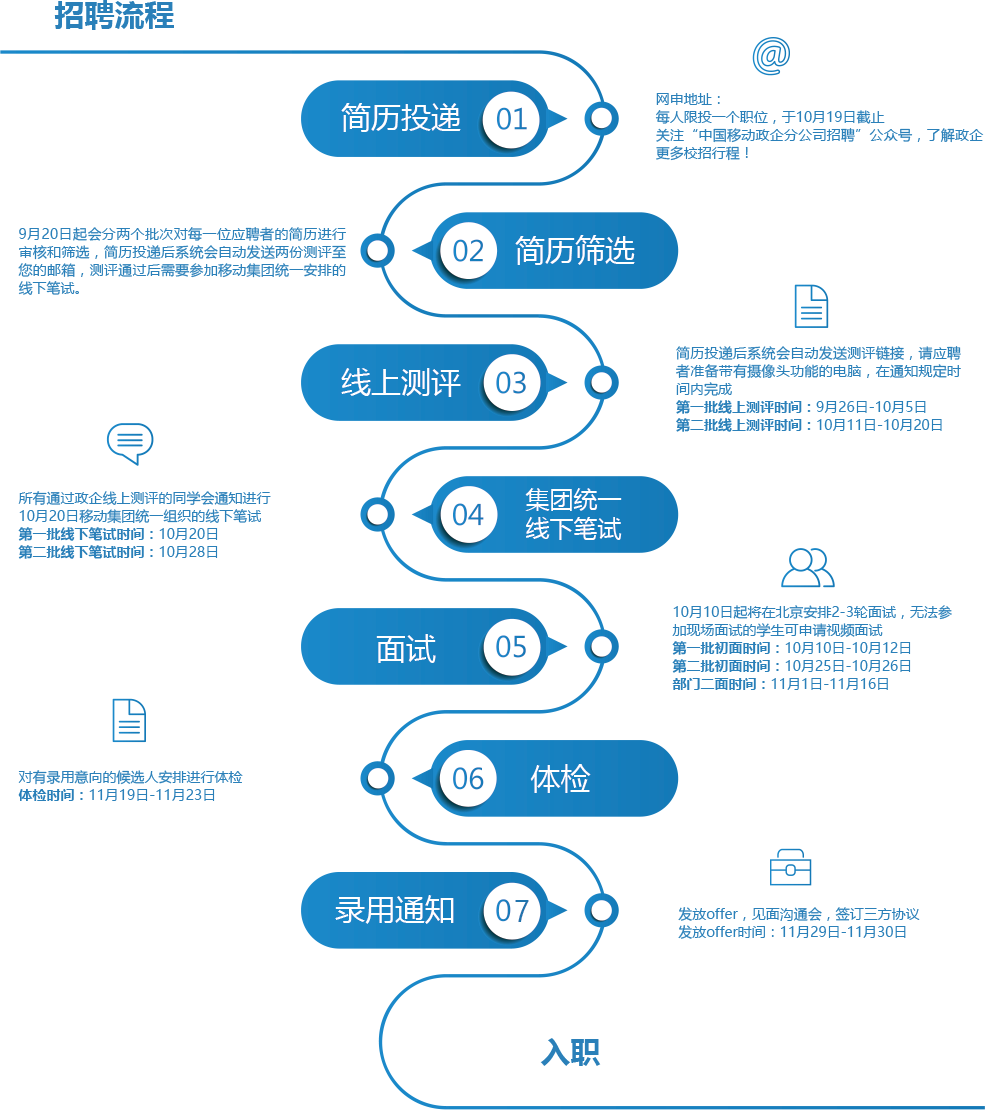 招聘流程
简历投递
01
网申地址：
每人限投一个职位，于10月19日截止
关注“中国移动政企分公司招聘”公众号，了解政企
更多校招行程！
9月20日起会分两个批次对每一位应聘者的简历进行
审核和筛选，简历投递后系统会自动发送两份测评至
您的邮箱，测评通过后需要参加移动集团统一安排的
线下笔试。
02
简历筛选
线上测评
03
简历投递后系统会自动发送测评链接，请应聘
者准备带有摄像头功能的电脑，在通知规定时
间内完成
第一批线上测评时间：9月26日-10月5日
第二批线上测评时间：10月11日-10月20日
所有通过政企线上测评的同学会通知进行
10月20日移动集团统一组织的线下笔试
第一批线下笔试时间：10月20日
第二批线下笔试时间：10月28日
04
集团统一
线下笔试
面试
05
10月10日起将在北京安排2-3轮面试，无法参
加现场面试的学生可申请视频面试
第一批初面时间：10月10日-10月12日
第二批初面时间：10月25日-10月26日
部门二面时间：11月1日-11月16日
对有录用意向的候选人安排进行体检
体检时间：11月19日-11月23日
06
体检
录用通知
07
发放offer，见面沟通会，签订三方协议
发放offer时间：11月29日-11月30日
入职